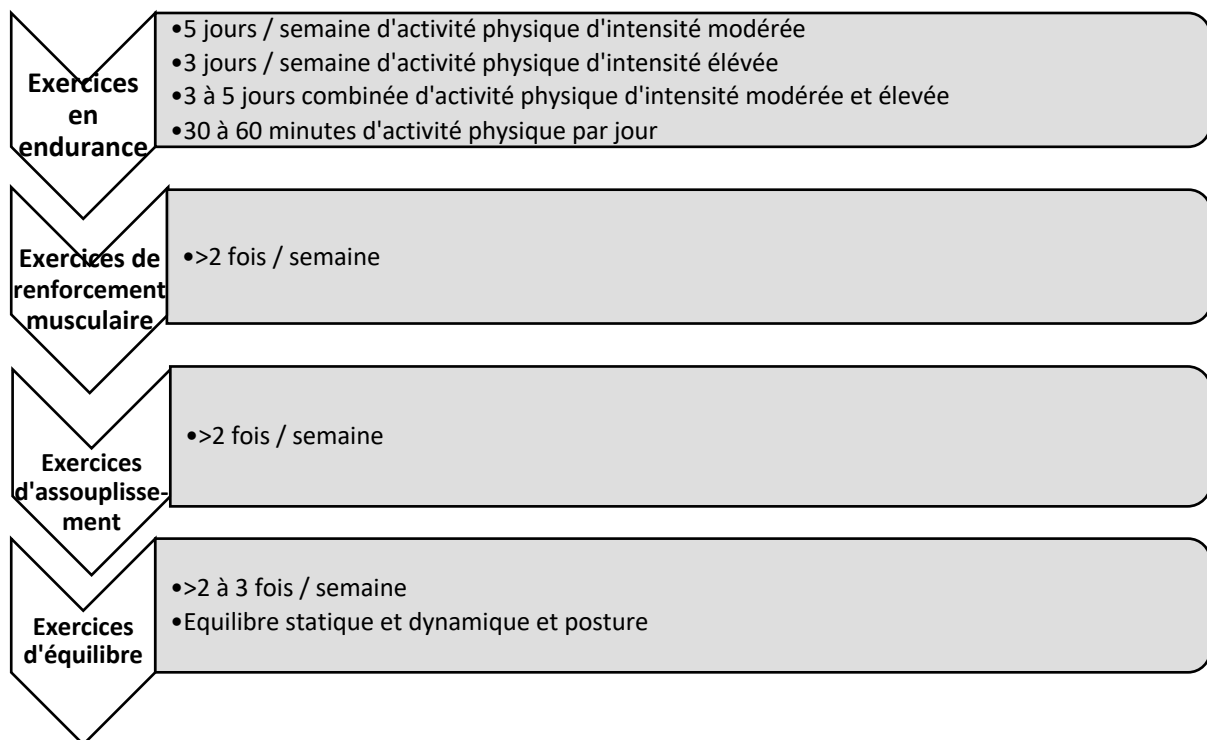 Exercices
en
endurance
•5 jours / semaine d'activité physique d'intensité modérée
•3 jours / semaine d'activité physique d'intensité élévée
•3 à 5 jours combinée d'activité physique d'intensité modérée et élevée
•30 à 60 minutes d'activité physique par jour
Exercices de
renforcement
musculaire
•>2 fois / semaine
Exercices
d'assouplisse-
ment
•>2 fois / semaine
Exercices
d'équilibre
•>2 à 3 fois / semaine
•Equilibre statique et dynamique et posture